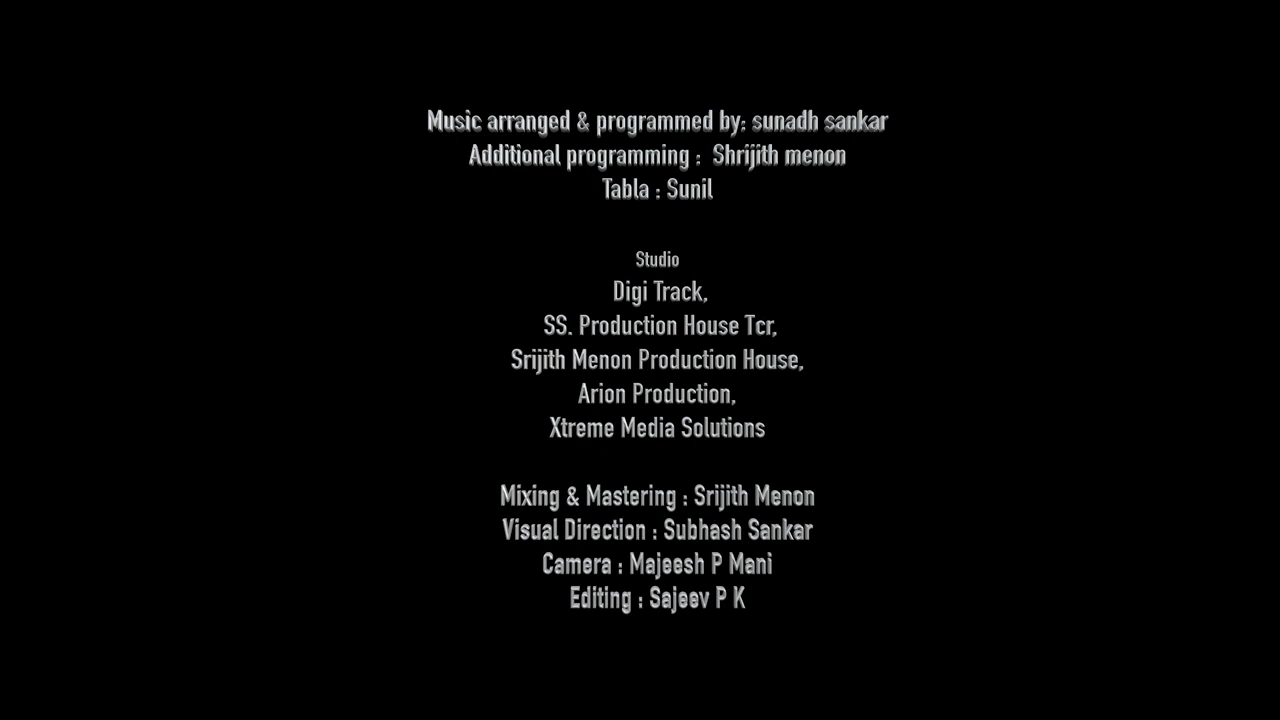 Music arranged & programmed by: sunadh sankar
Additional programming : Shrijith menon
Tabla : Sunil
Studio
Digi Track,
SS. Production House Tcr,
Srijith Menon Production House,
Arion Production,
Xtreme Media Solutions
Mixing & Mastering : Srijith Menon
Visual Direction : Subhash Sankar
Camera : Majeesh P Mani
Editing : Sajeev P K